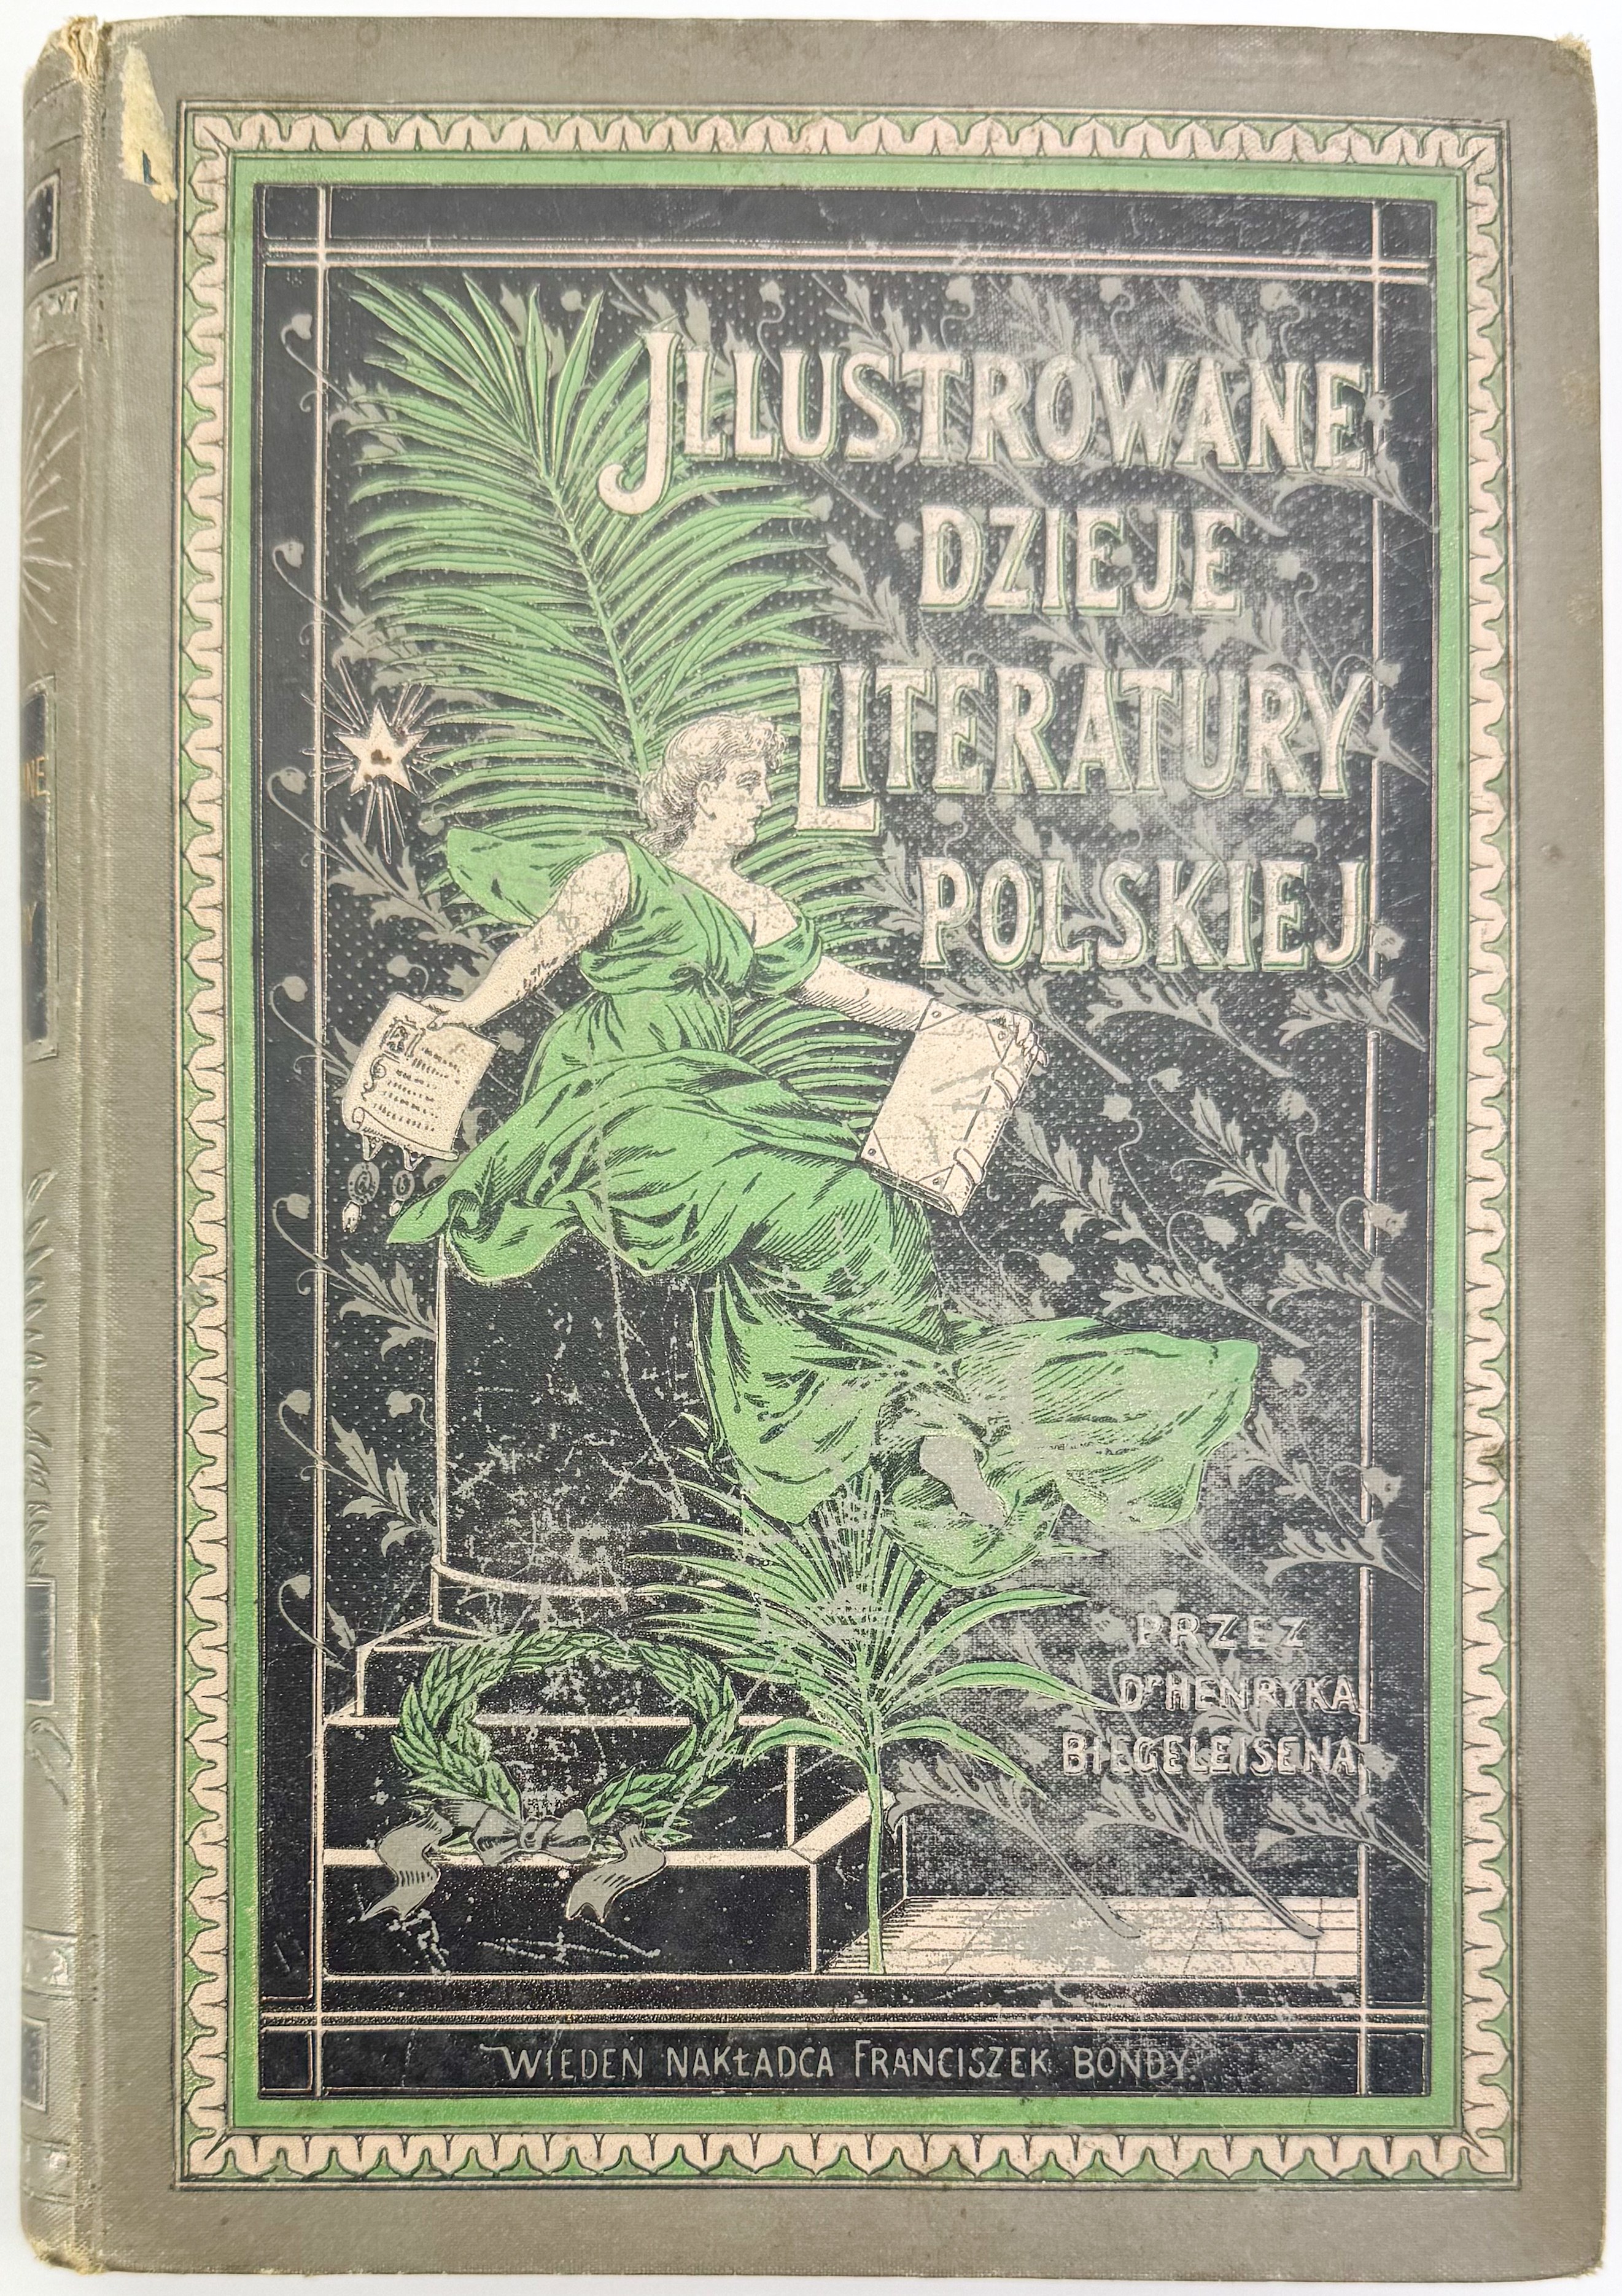 JLLUSTROWANE
DZIEJE
LITERATURY
POLSKIEJ
PRZEZ
Dr HENRYKA
BIEGELEISENA
WIEDEN NAKŁADCA FRANCISZEK BONDY.